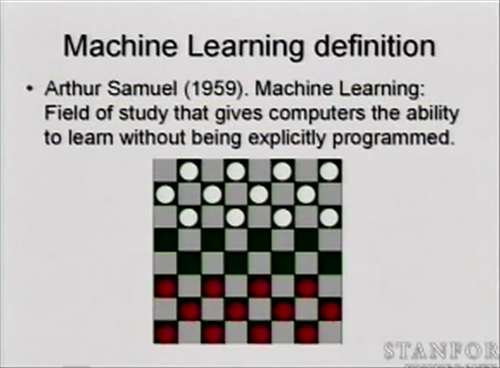 Machine Learning definition
• Arthur Samuel (1959). Machine Learning:
Field of study that gives computers the ability
to learn without being explicitly programmed.
STANFOR